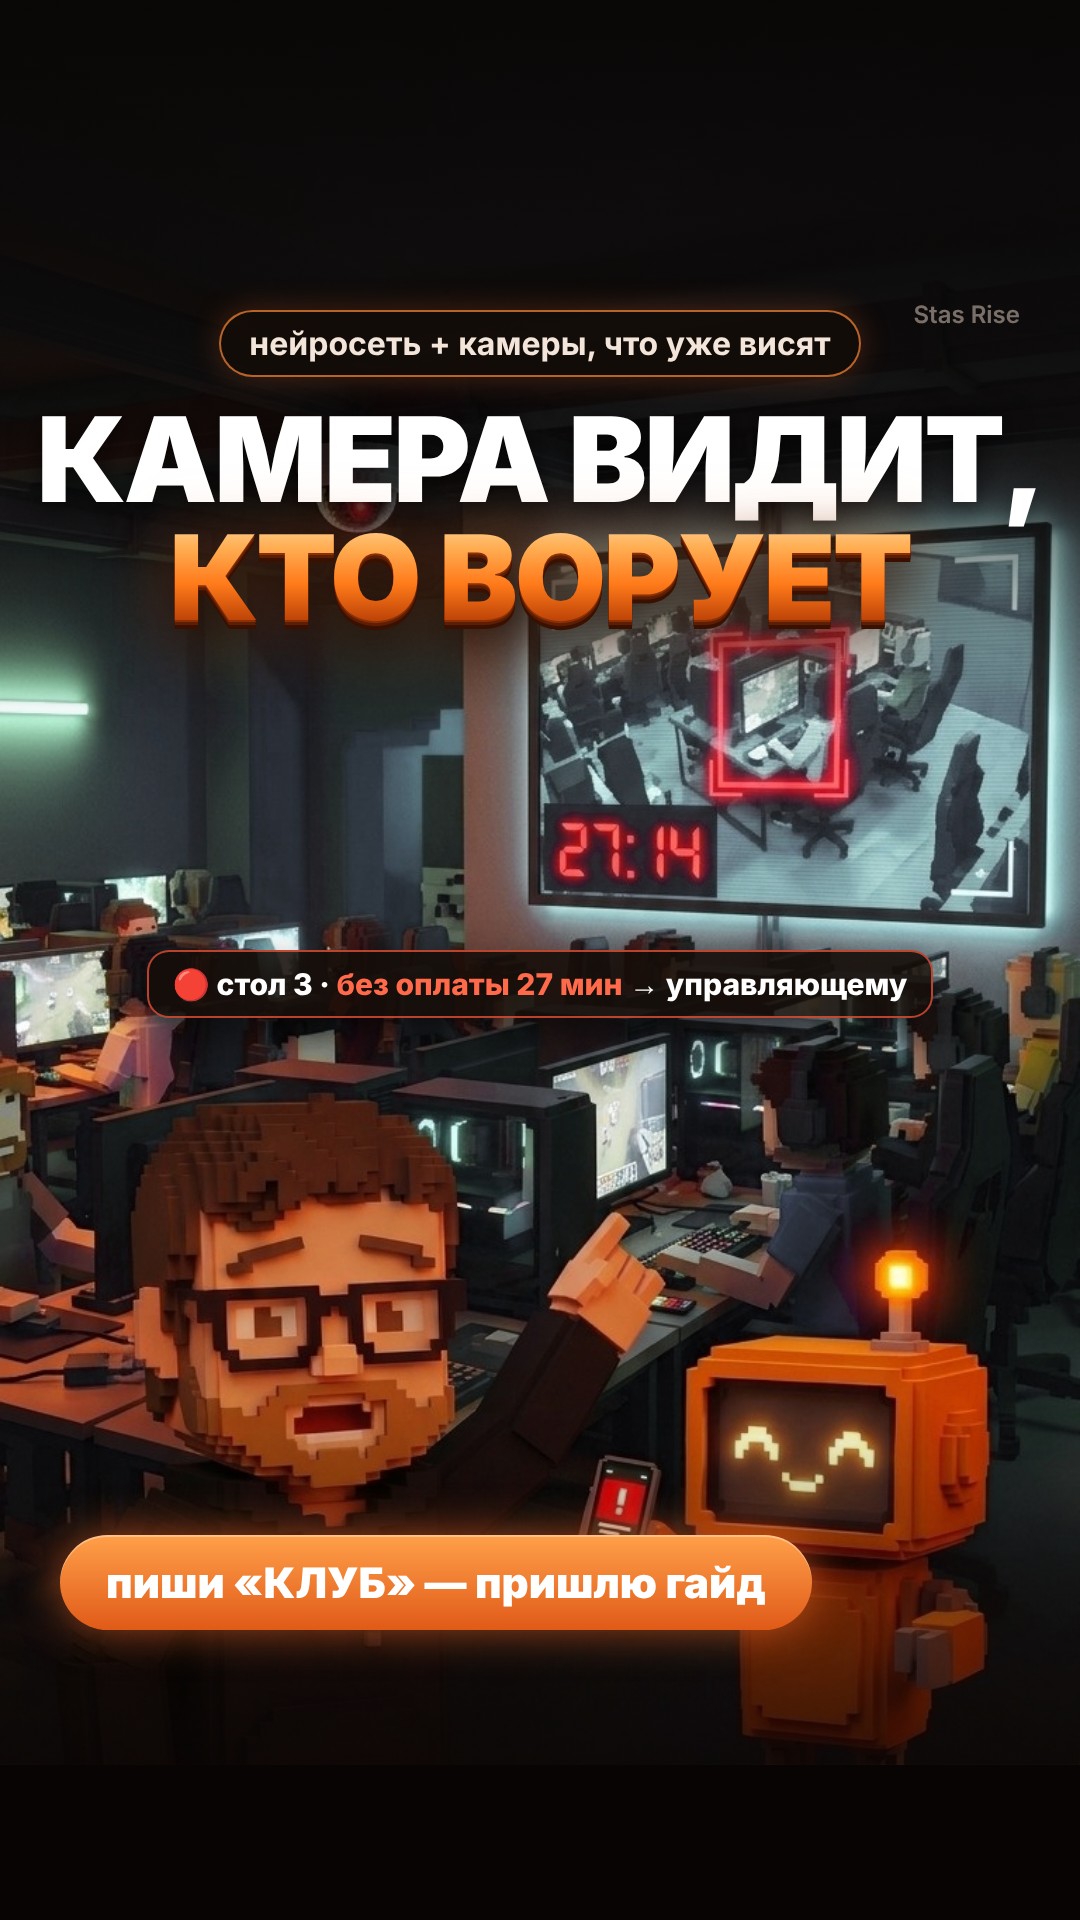 Stas Rise
нейросеть + камеры, что уже висят
КАМЕРА ВИДИТ,
КТО ВОРУЕТ
27:14
🔴 стол 3 · без оплаты 27 мин → управляющему
!
пиши «КЛУБ» — пришлю гайд